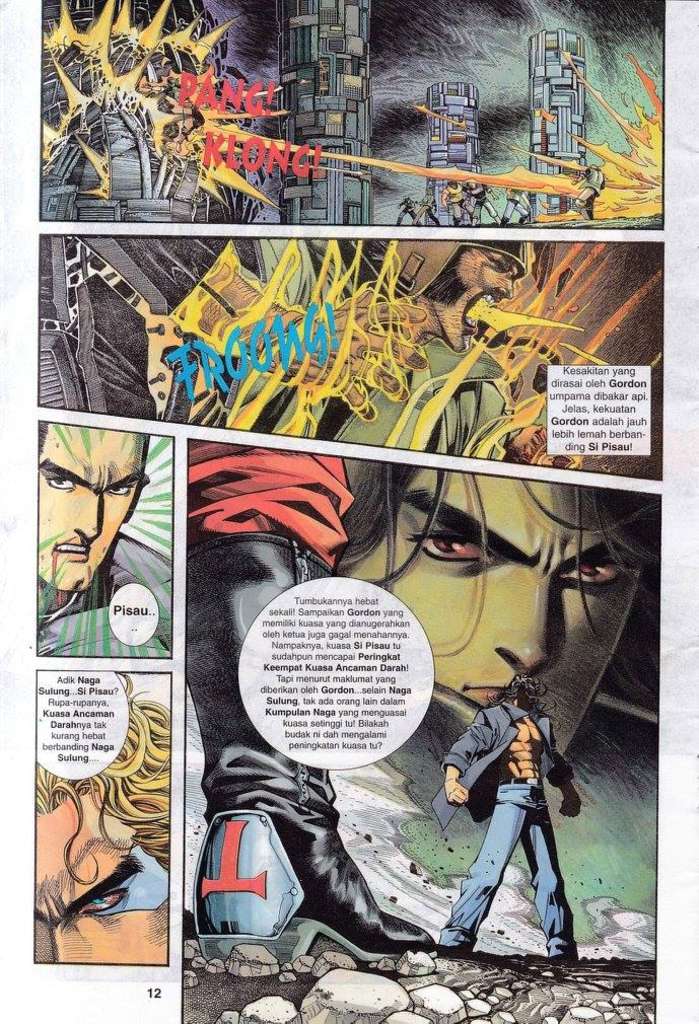 PANG!
KLONG!
FROONG!
Kesakitan yang
dirasai oleh Gordon
umpama dibakar api.
Jelas, kekuatan
Gordon adalah jauh
lebih lemah berban-
ding Si Pisau!
Pisau..
..
Adik Naga
Sulung...Si Pisau?
Rupa-rupanya,
Kuasa Ancaman
Darahnya tak
kurang hebat
berbanding Naga
Sulung....
Tumbukannya hebat
sekali! Sampaikan Gordon yang
memiliki kuasa yang dianugerahkan
oleh ketua juga gagal menahannya.
Nampaknya, kuasa Si Pisau tu
sudahpun mencapai Peringkat
Keempat Kuasa Ancaman Darah!
Tapi menurut maklumat yang
diberikan oleh Gordon...selain Naga
Sulung, tak ada orang lain dalam
Kumpulan Naga yang menguasai
kuasa setinggi tu! Bilakah
budak ni dah mengalami
peningkatan kuasa tu?
12